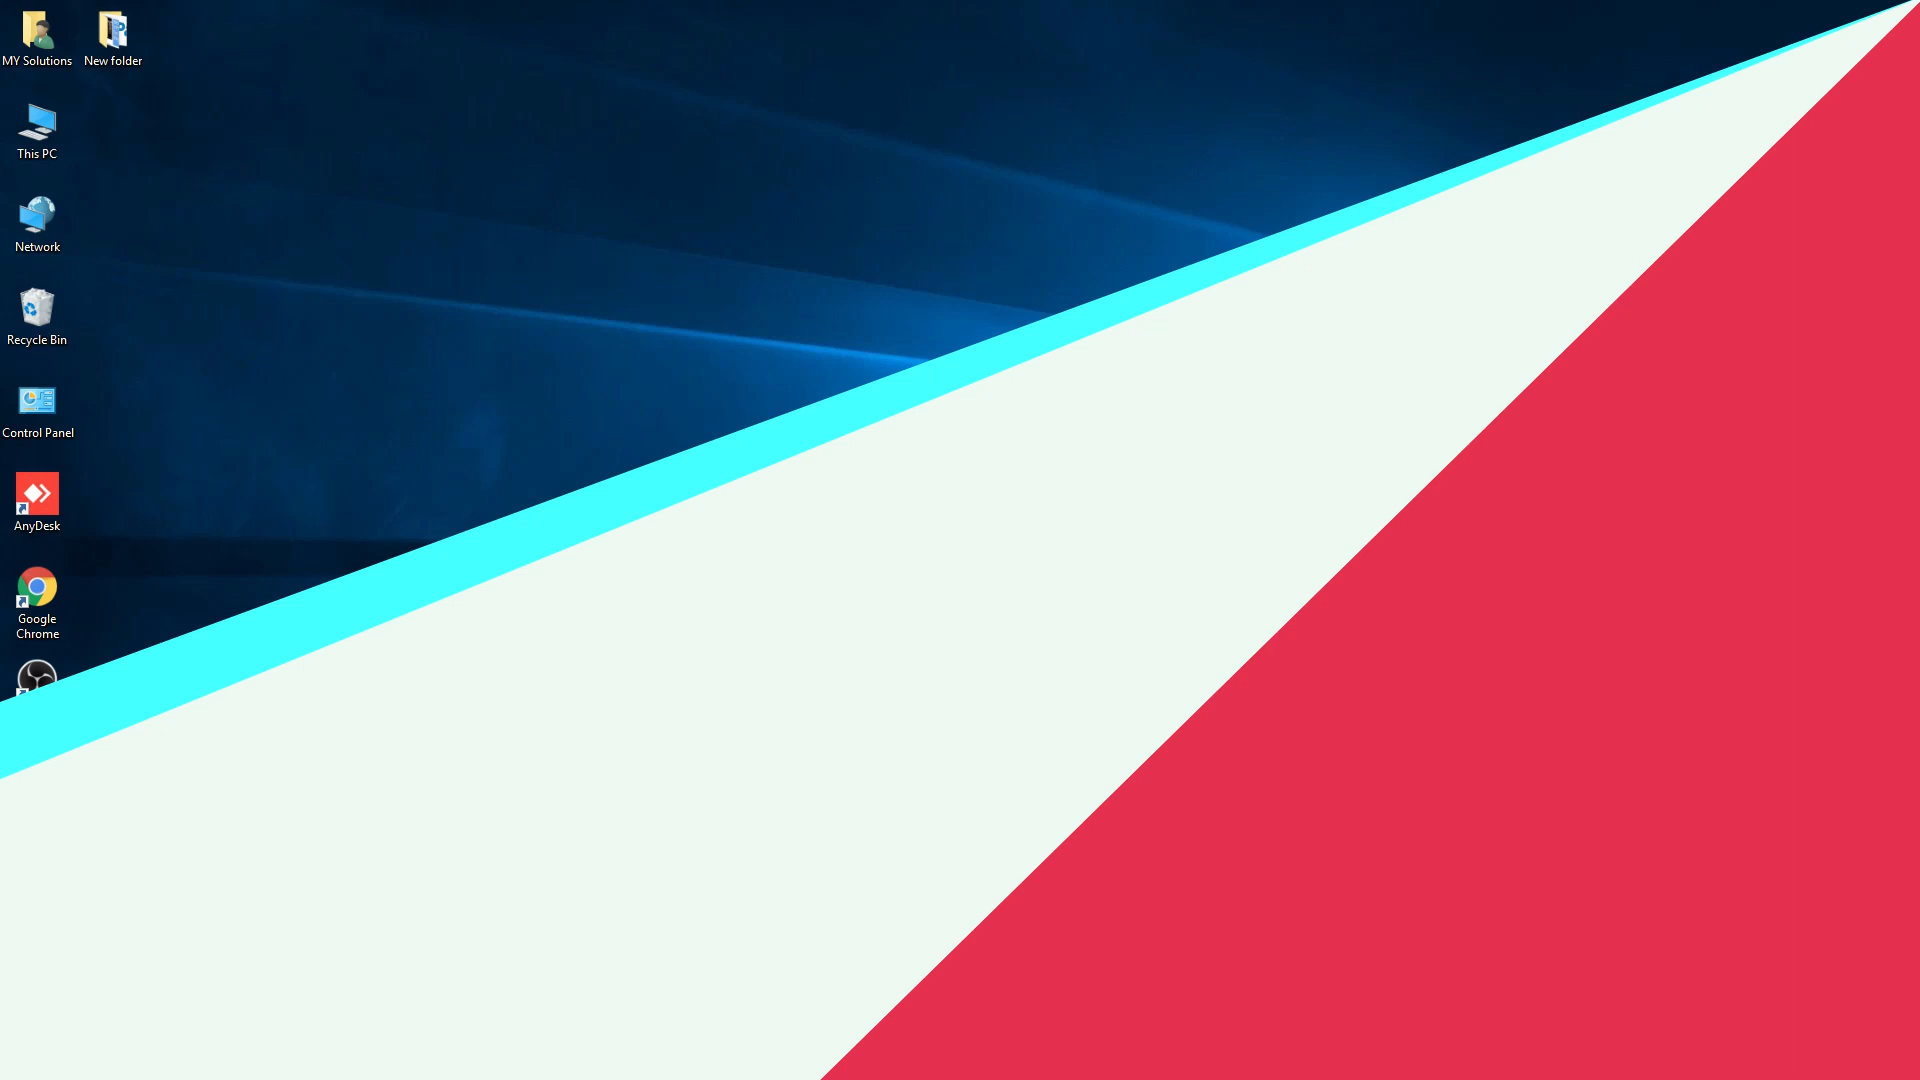 MY Solutions
New folder
This PC
Network
Recycle Bin
Control Panel
AnyDesk
Google
Chrome